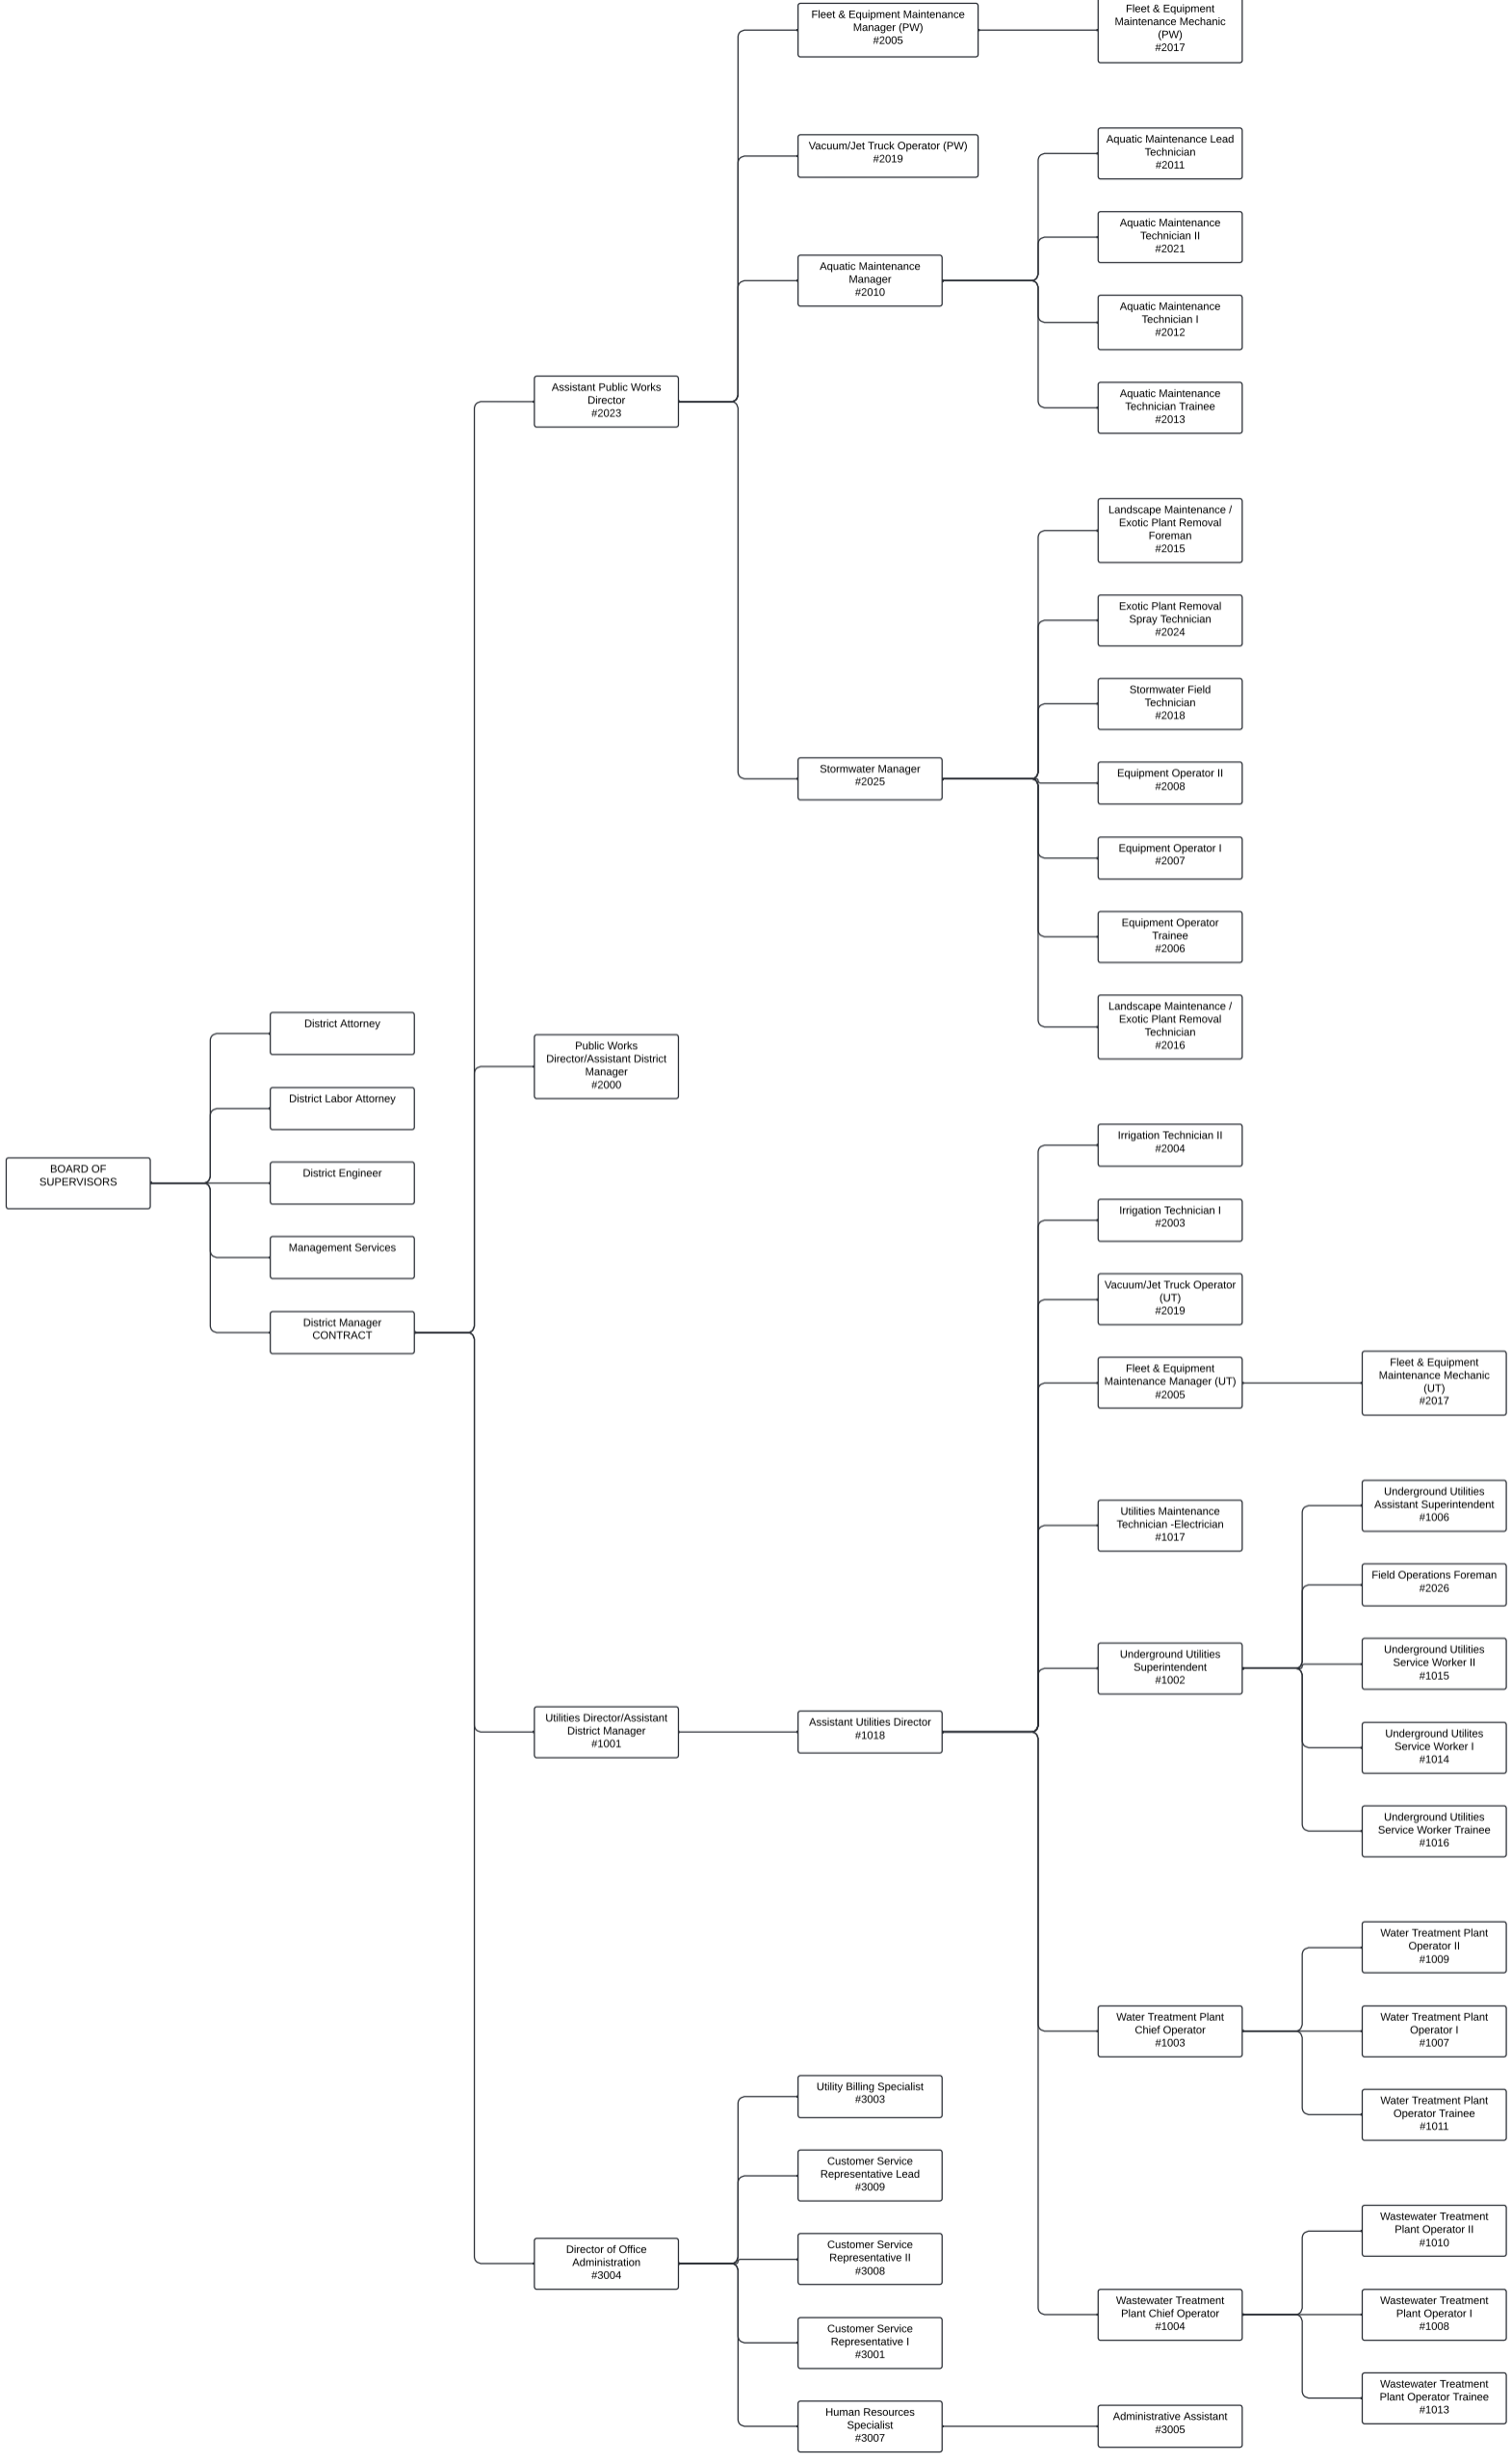 Fleet & Equipment Maintenance
Manager (PW)
#2005
Fleet & Equipment
Maintenance Mechanic
(PW)
#2017
Vacuum/Jet Truck Operator (PW)
#2019
Aquatic Maintenance Lead
Technician
#2011
Aquatic Maintenance
Technician II
#2021
Aquatic Maintenance
Manager
#2010
Aquatic Maintenance
Technician I
#2012
Assistant Public Works
Director
#2023
Aquatic Maintenance
Technician Trainee
#2013
Landscape Maintenance /
Exotic Plant Removal
Foreman
#2015
Exotic Plant Removal
Spray Technician
#2024
Stormwater Field
Technician
#2018
Stormwater Manager
#2025
Equipment Operator II
#2008
Equipment Operator I
#2007
Equipment Operator
Trainee
#2006
Landscape Maintenance /
Exotic Plant Removal
Technician
#2016
District Attorney
Public Works
Director/Assistant District
Manager
#2000
District Labor Attorney
BOARD OF
SUPERVISORS
District Engineer
Management Services
District Manager
CONTRACT
Irrigation Technician II
#2004
Irrigation Technician I
#2003
Vacuum/Jet Truck Operator
(UT)
#2019
Fleet & Equipment
Maintenance Manager (UT)
#2005
Fleet & Equipment
Maintenance Mechanic
(UT)
#2017
Utilities Maintenance
Technician -Electrician
#1017
Underground Utilities
Assistant Superintendent
#1006
Field Operations Foreman
#2026
Underground Utilities
Superintendent
#1002
Underground Utilities
Service Worker II
#1015
Utilities Director/Assistant
District Manager
#1001
Assistant Utilities Director
#1018
Underground Utilites
Service Worker I
#1014
Underground Utilities
Service Worker Trainee
#1016
Water Treatment Plant
Operator II
#1009
Water Treatment Plant
Chief Operator
#1003
Water Treatment Plant
Operator I
#1007
Water Treatment Plant
Operator Trainee
#1011
Utility Billing Specialist
#3003
Customer Service
Representative Lead
#3009
Director of Office
Administration
#3004
Customer Service
Representative II
#3008
Customer Service
Representative I
#3001
Human Resources
Specialist
#3007
Administrative Assistant
#3005
Wastewater Treatment
Plant Operator II
#1010
Wastewater Treatment
Plant Chief Operator
#1004
Wastewater Treatment
Plant Operator I
#1008
Wastewater Treatment
Plant Operator Trainee
#1013